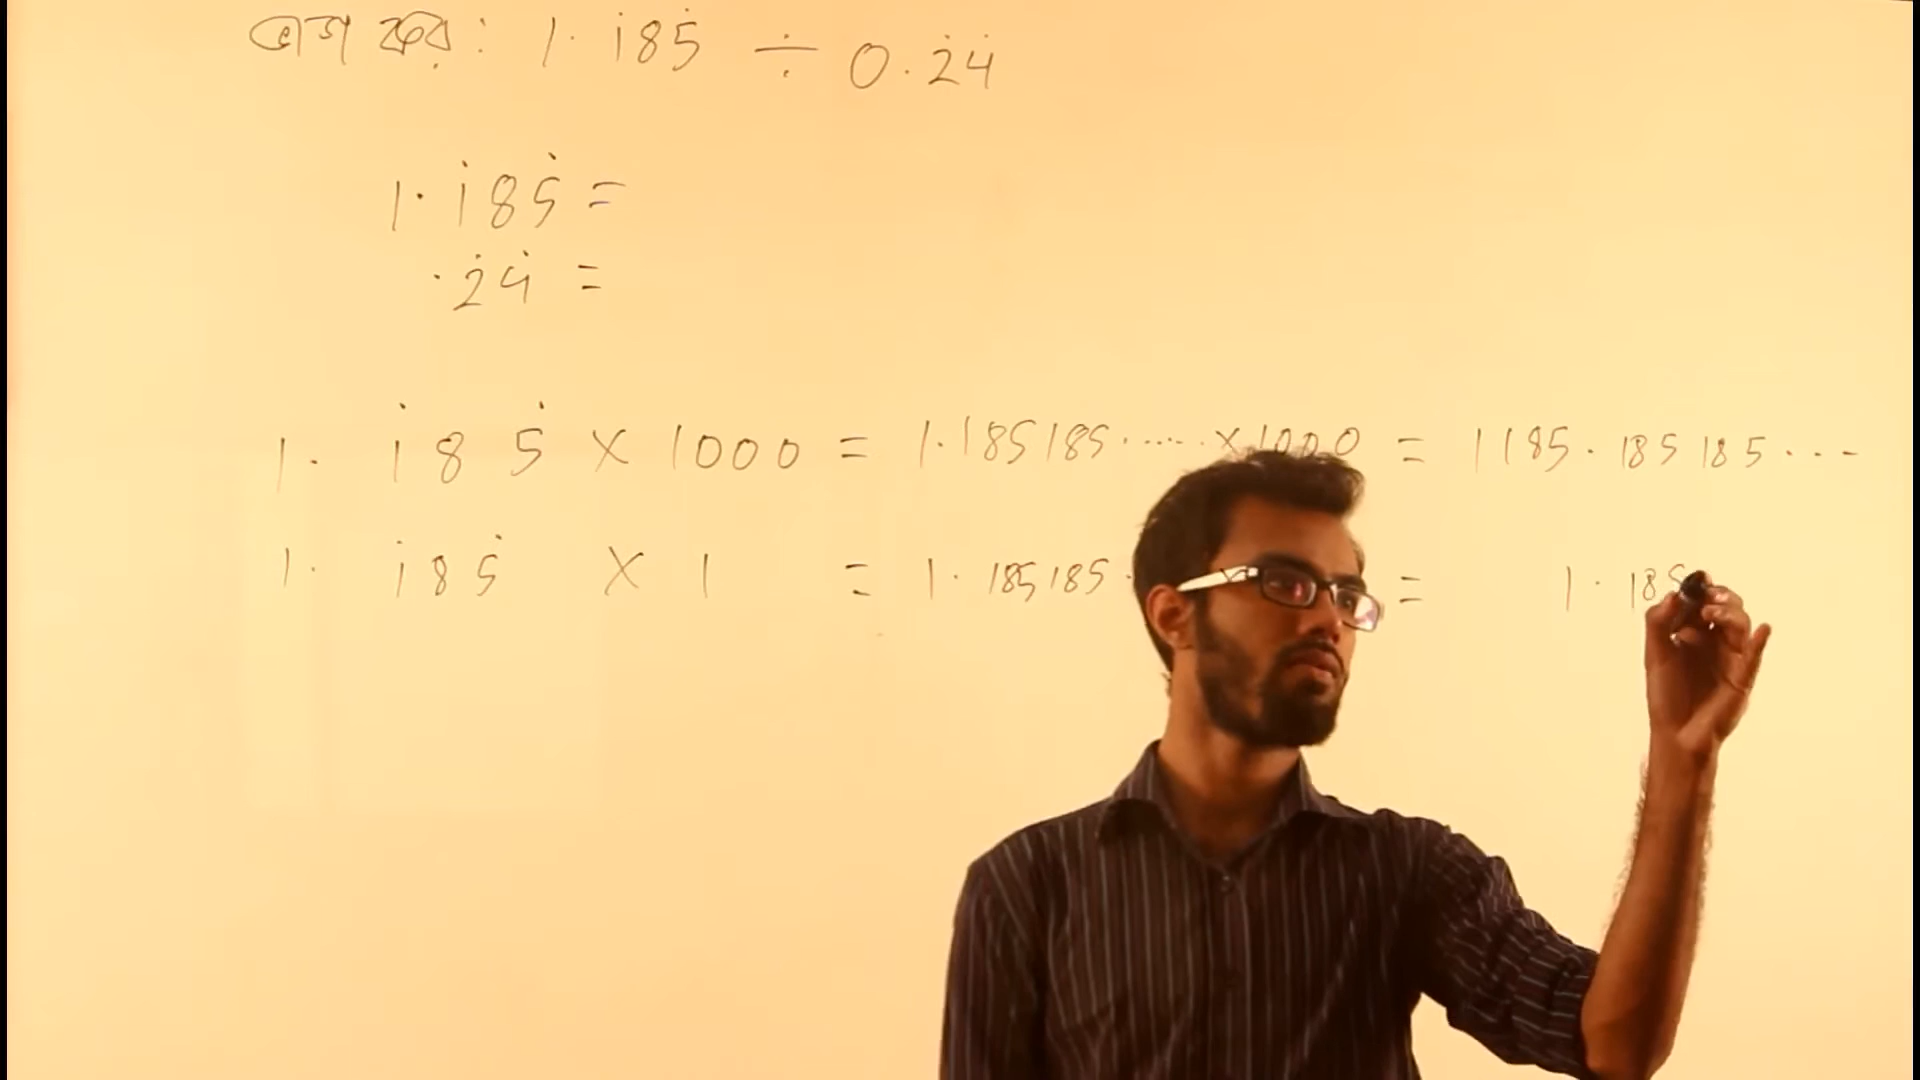 ভাগ কর: 1.1̇85̇ ÷ 0.2̇4̇
1.1̇85̇ =
.2̇4̇ =
1. 1̇85̇ × 1000 = 1.185185...... × 1000 = 1185.185185...
1. 1̇85̇ × 1 = 1.185185. = 1.185